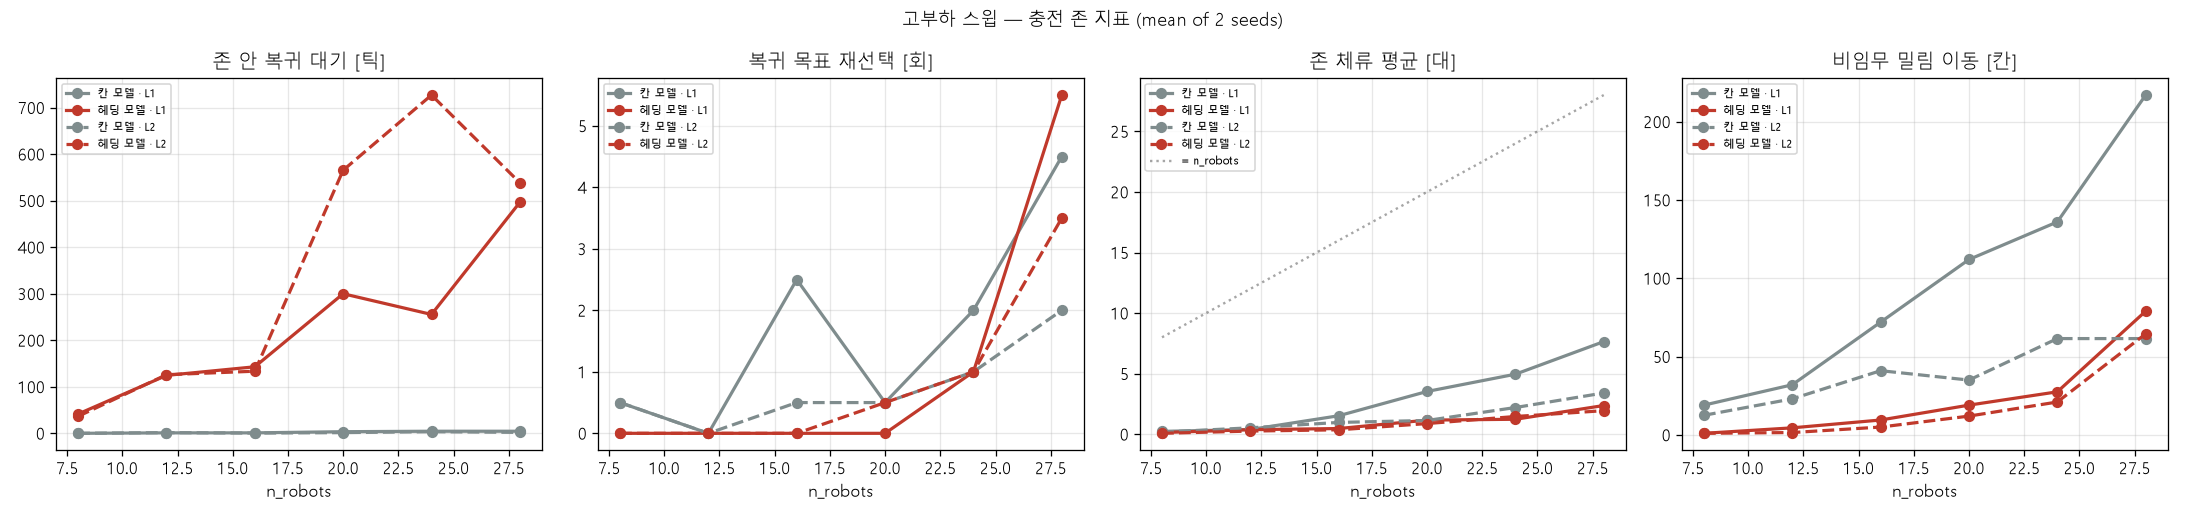 고부하 스윕 — 충전 존 지표 (mean of 2 seeds)
존 안 복귀 대기 [틱]
칸 모델 · L1
헤딩 모델 · L1
칸 모델 · L2
헤딩 모델 · L2
700
600
500
400
300
200
100
0
7.5 10.0 12.5 15.0 17.5 20.0 22.5 25.0 27.5
n_robots
복귀 목표 재선택 [회]
칸 모델 · L1
헤딩 모델 · L1
칸 모델 · L2
헤딩 모델 · L2
5
4
3
2
1
0
7.5 10.0 12.5 15.0 17.5 20.0 22.5 25.0 27.5
n_robots
존 체류 평균 [대]
칸 모델 · L1
헤딩 모델 · L1
칸 모델 · L2
헤딩 모델 · L2
= n_robots
25
20
15
10
5
0
7.5 10.0 12.5 15.0 17.5 20.0 22.5 25.0 27.5
n_robots
비임무 밀림 이동 [칸]
칸 모델 · L1
헤딩 모델 · L1
칸 모델 · L2
헤딩 모델 · L2
200
150
100
50
0
7.5 10.0 12.5 15.0 17.5 20.0 22.5 25.0 27.5
n_robots